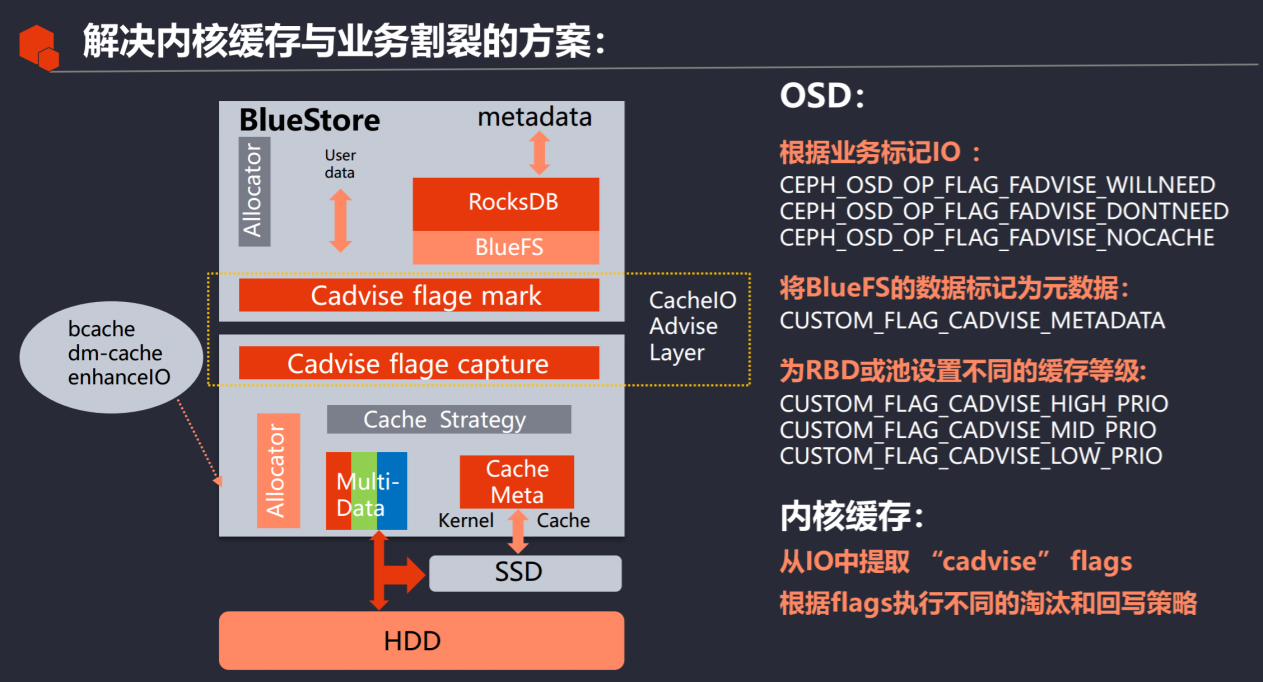 解决内核缓存与业务割裂的方案：
BlueStore
metadata
Allocator
User
data
RocksDB
BlueFS
Cadvise flage mark
CacheIO
Advise
Layer
bcache
dm-cache
enhanceIO
Cadvise flage capture
Cache Strategy
Allocator
Multi-
Data
Cache
Meta
Kernel Cache
SSD
HDD
OSD：
根据业务标记IO ：
CEPH_OSD_OP_FLAG_FADVISE_WILLNEED
CEPH_OSD_OP_FLAG_FADVISE_DONTNEED
CEPH_OSD_OP_FLAG_FADVISE_NOCACHE
将BlueFS的数据标记为元数据：
CUSTOM_FLAG_CADVISE_METADATA
为RBD或池设置不同的缓存等级:
CUSTOM_FLAG_CADVISE_HIGH_PRIO
CUSTOM_FLAG_CADVISE_MID_PRIO
CUSTOM_FLAG_CADVISE_LOW_PRIO
内核缓存：
从IO中提取 “cadvise” flags
根据flags执行不同的淘汰和回写策略